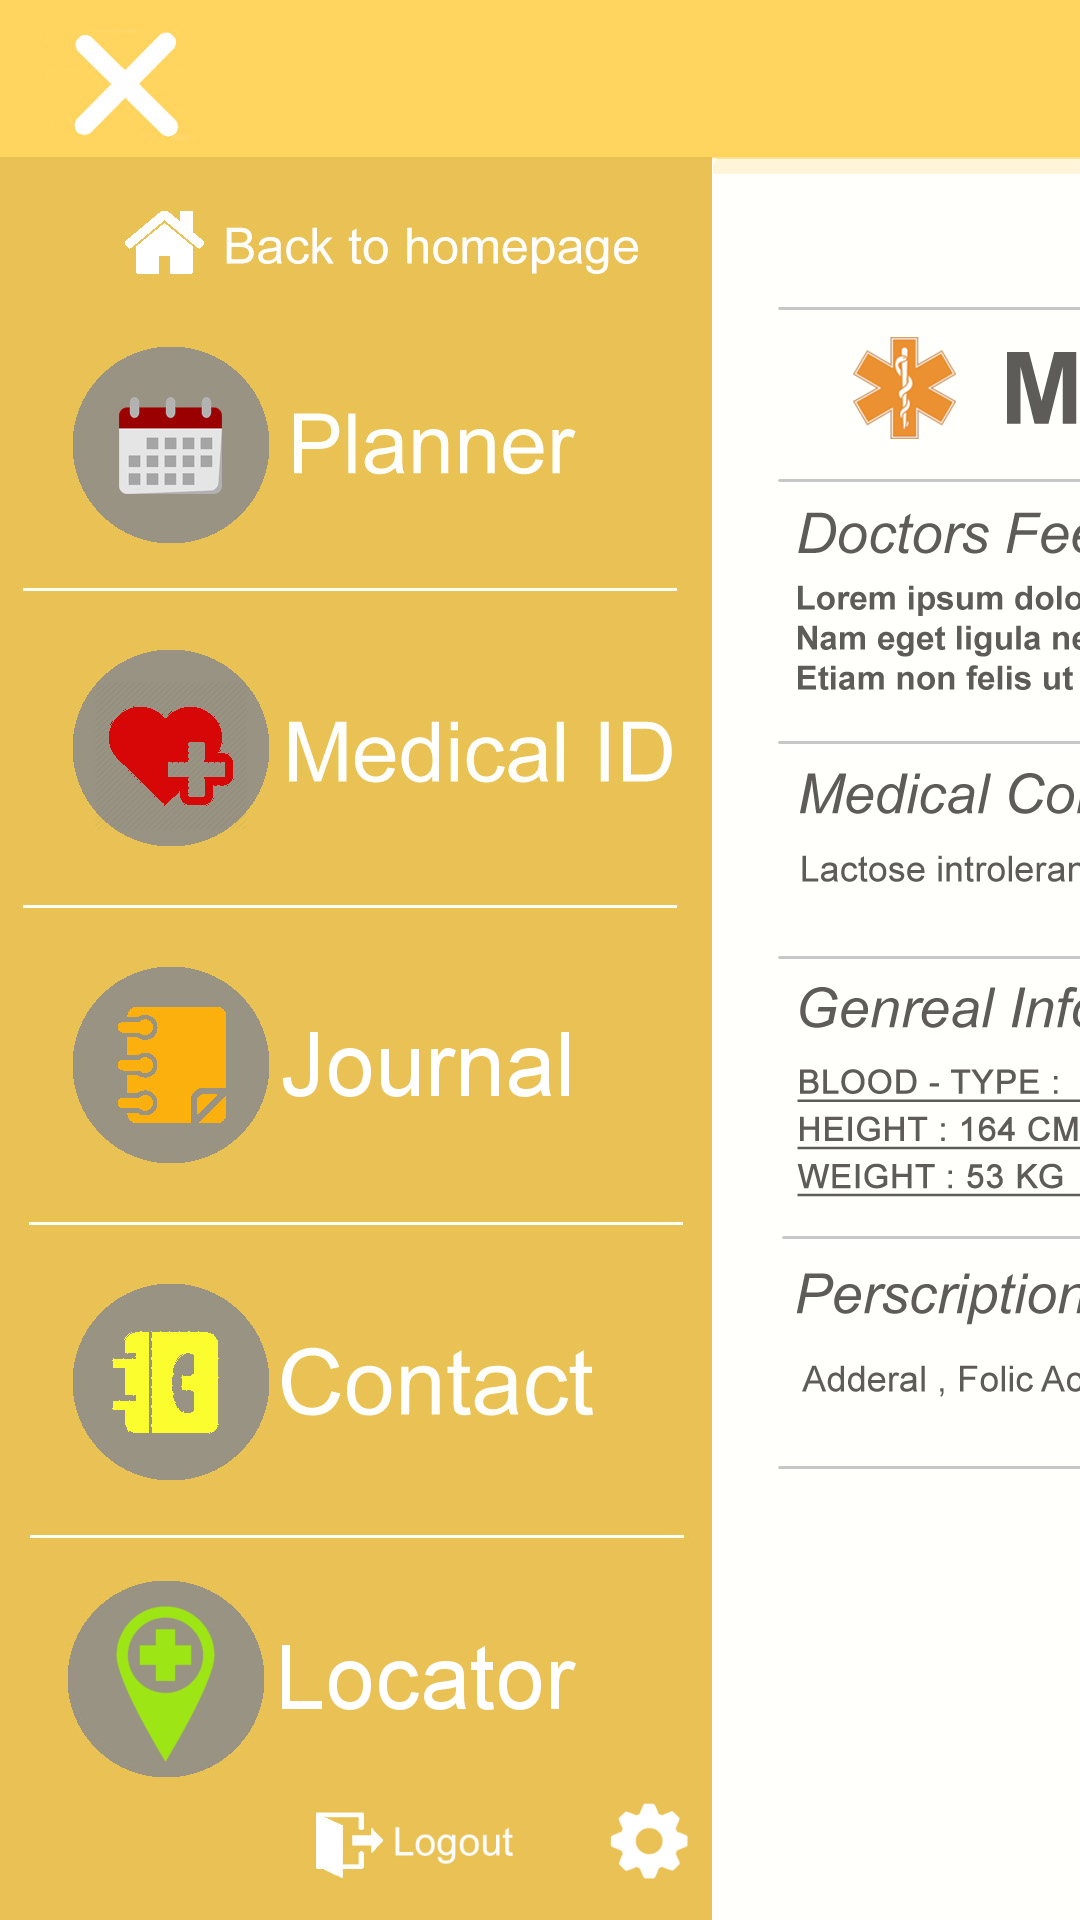 Back to homepage
Planner
Medical ID
Journal
Contact
Locator
Logout
M
Doctors Fee
Lorem ipsum dolo
Nam eget ligula ne
Etiam non felis ut
Medical Co
Lactose introleran
Genreal Info
BLOOD - TYPE :
HEIGHT : 164 CM
WEIGHT : 53 KG
Perscription
Adderal , Folic Ac